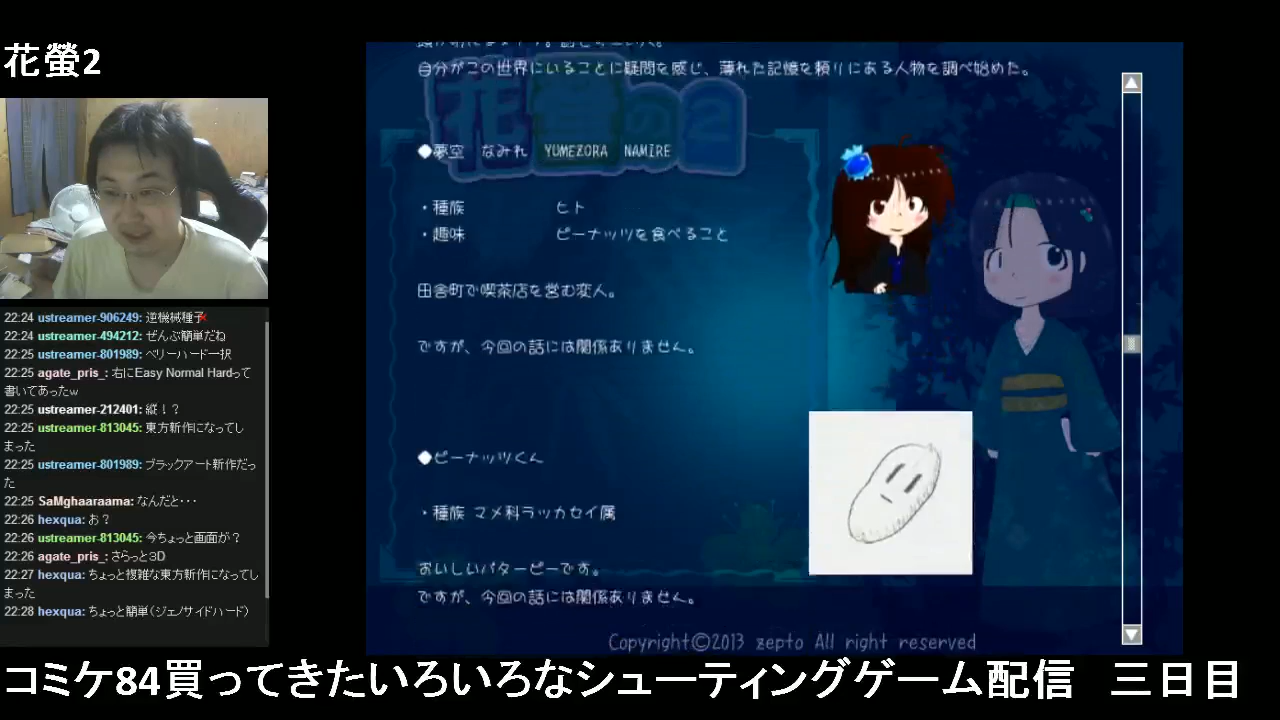 花螢2
自分がこの世界にいることに疑問を感じ、薄れた記憶を頼りにある人物を調べ始めた。
花螢の2
◆夢空 なみれ YUMEZORA NAMIRE
・種族 ヒト
・趣味 ピーナッツを食べること
田舎町で喫茶店を営む変人。
ですが、今回の話には関係ありません。
◆ピーナッツくん
・種族 マメ科ラッカセイ属
おいしいバターピーです。
ですが、今回の話には関係ありません。
Copyright©2013 zepto All right reserved
22:24 ustreamer-906249: 逆機械種子
22:24 ustreamer-494212: ぜんぶ簡単だね
22:25 ustreamer-801989: ベリーハード一択
22:25 agate_pris_: 右にEasy Normal Hardって
書いてあったw
22:25 ustreamer-212401: 縦！？
22:25 ustreamer-813045: 東方新作になってし
まった
22:25 ustreamer-801989: ブラックアート新作だっ
た
22:25 SaMghaaraama: なんだと・・・
22:26 hexqua: お？
22:26 ustreamer-813045: 今ちょっと画面が？
22:26 agate_pris_: さらっと3D
22:27 hexqua: ちょっと複雑な東方新作になってし
まった
22:28 hexqua: ちょっと簡単（ジェノサイドハード）
コミケ84買ってきたいろいろなシューティングゲーム配信 三日目